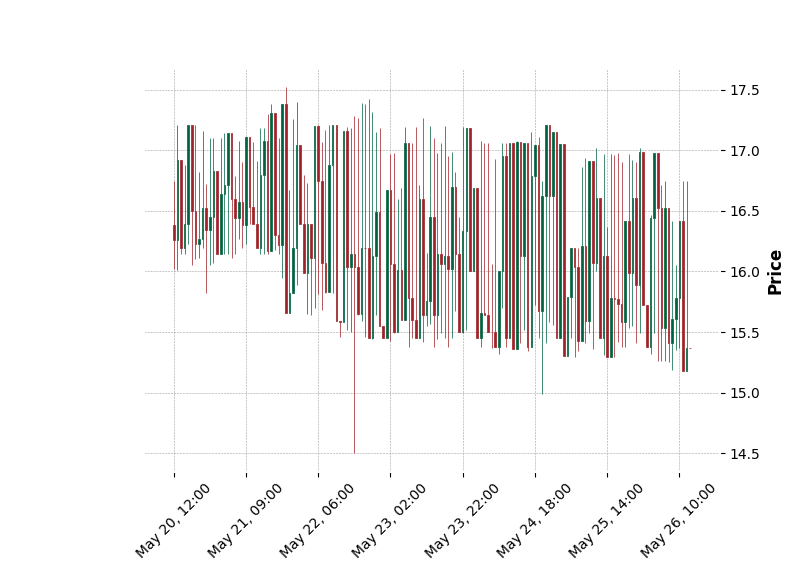 17.5
17.0
16.5
16.0
15.5
15.0
14.5
Price
May 20, 12:00
May 21, 09:00
May 22, 06:00
May 23, 02:00
May 23, 22:00
May 24, 18:00
May 25, 14:00
May 26, 10:00